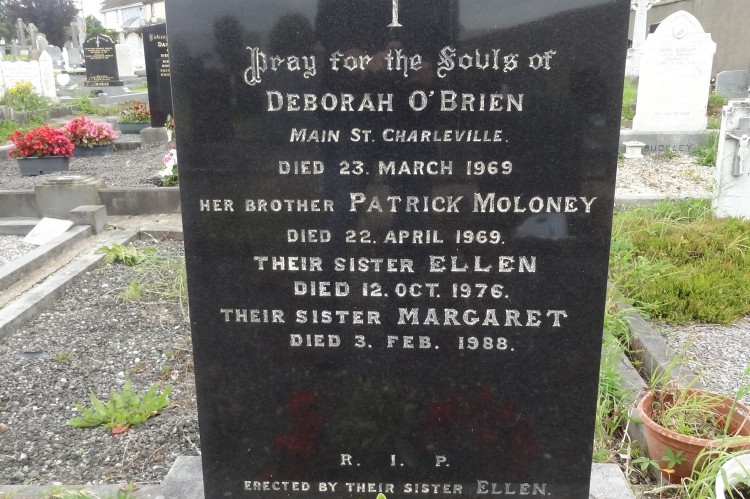 Pray for the Souls of
DEBORAH O'BRIEN
MAIN ST. CHARLEVILLE.
DIED 23. MARCH 1969
HER BROTHER PATRICK MOLONEY
DIED 22. APRIL 1969.
THEIR SISTER ELLEN
DIED 12. OCT. 1976.
THEIR SISTER MARGARET
DIED 3. FEB. 1988.
R. I. P.
ERECTED BY THEIR SISTER ELLEN.
BUCKLEY